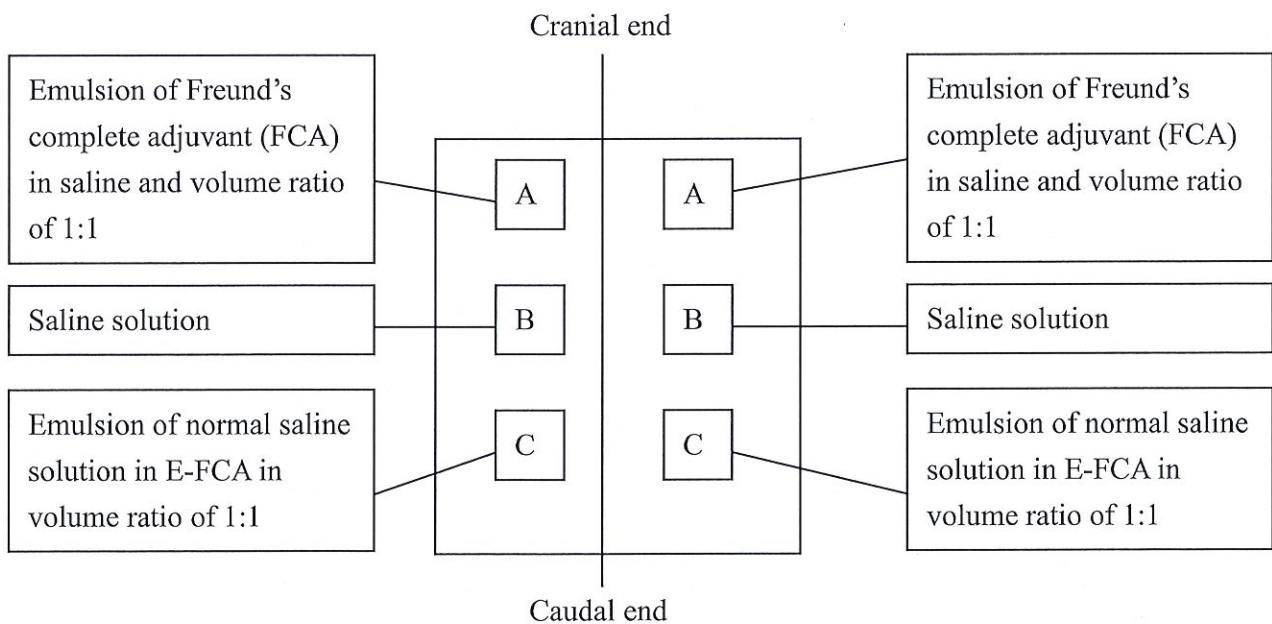 Cranial end
Emulsion of Freund's
complete adjuvant (FCA)
in saline and volume ratio
of 1:1
Emulsion of Freund's
complete adjuvant (FCA)
in saline and volume ratio
of 1:1
A
A
Saline solution
B
B
Saline solution
Emulsion of normal saline
solution in E-FCA in
volume ratio of 1:1
C
C
Emulsion of normal saline
solution in E-FCA in
volume ratio of 1:1
Caudal end